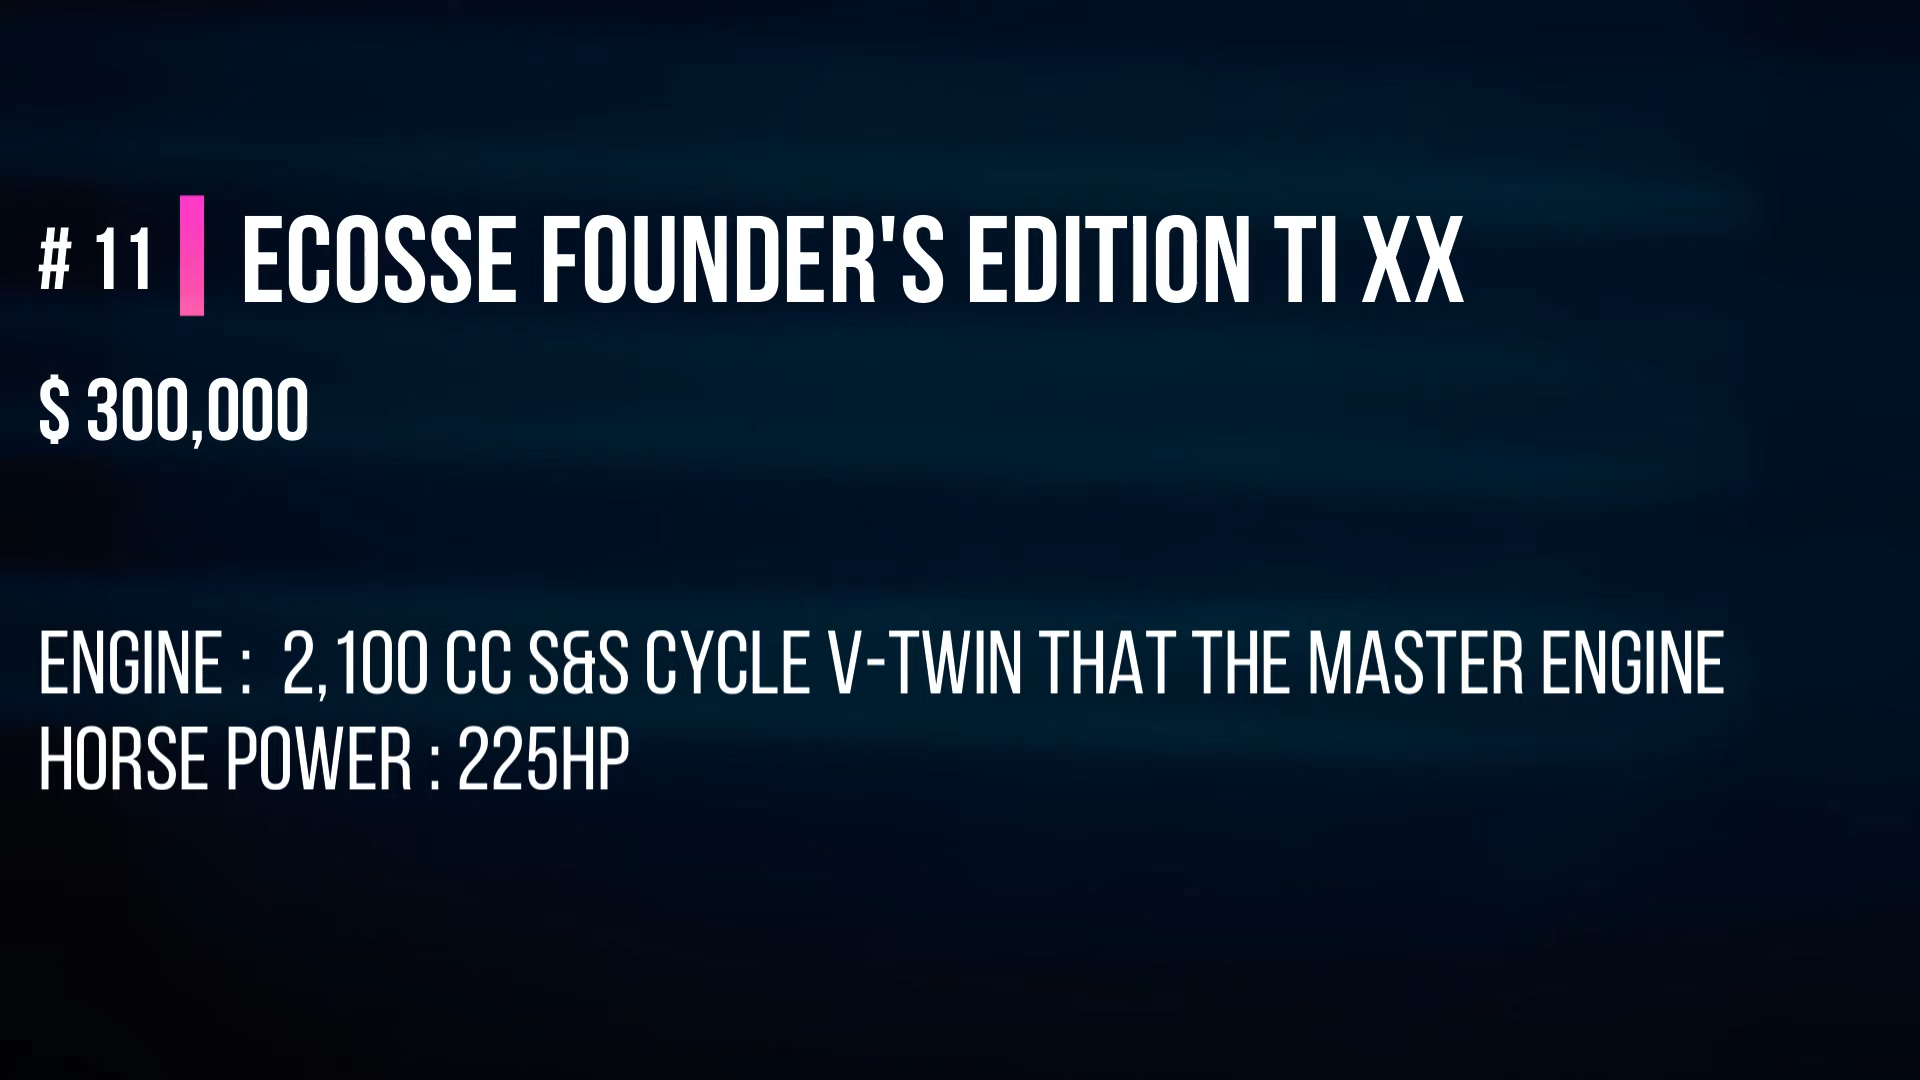 # 11 ECOSSE FOUNDER'S EDITION TI XX
$ 300,000
ENGINE : 2,100 CC S&S CYCLE V-TWIN THAT THE MASTER ENGINE
HORSE POWER : 225HP